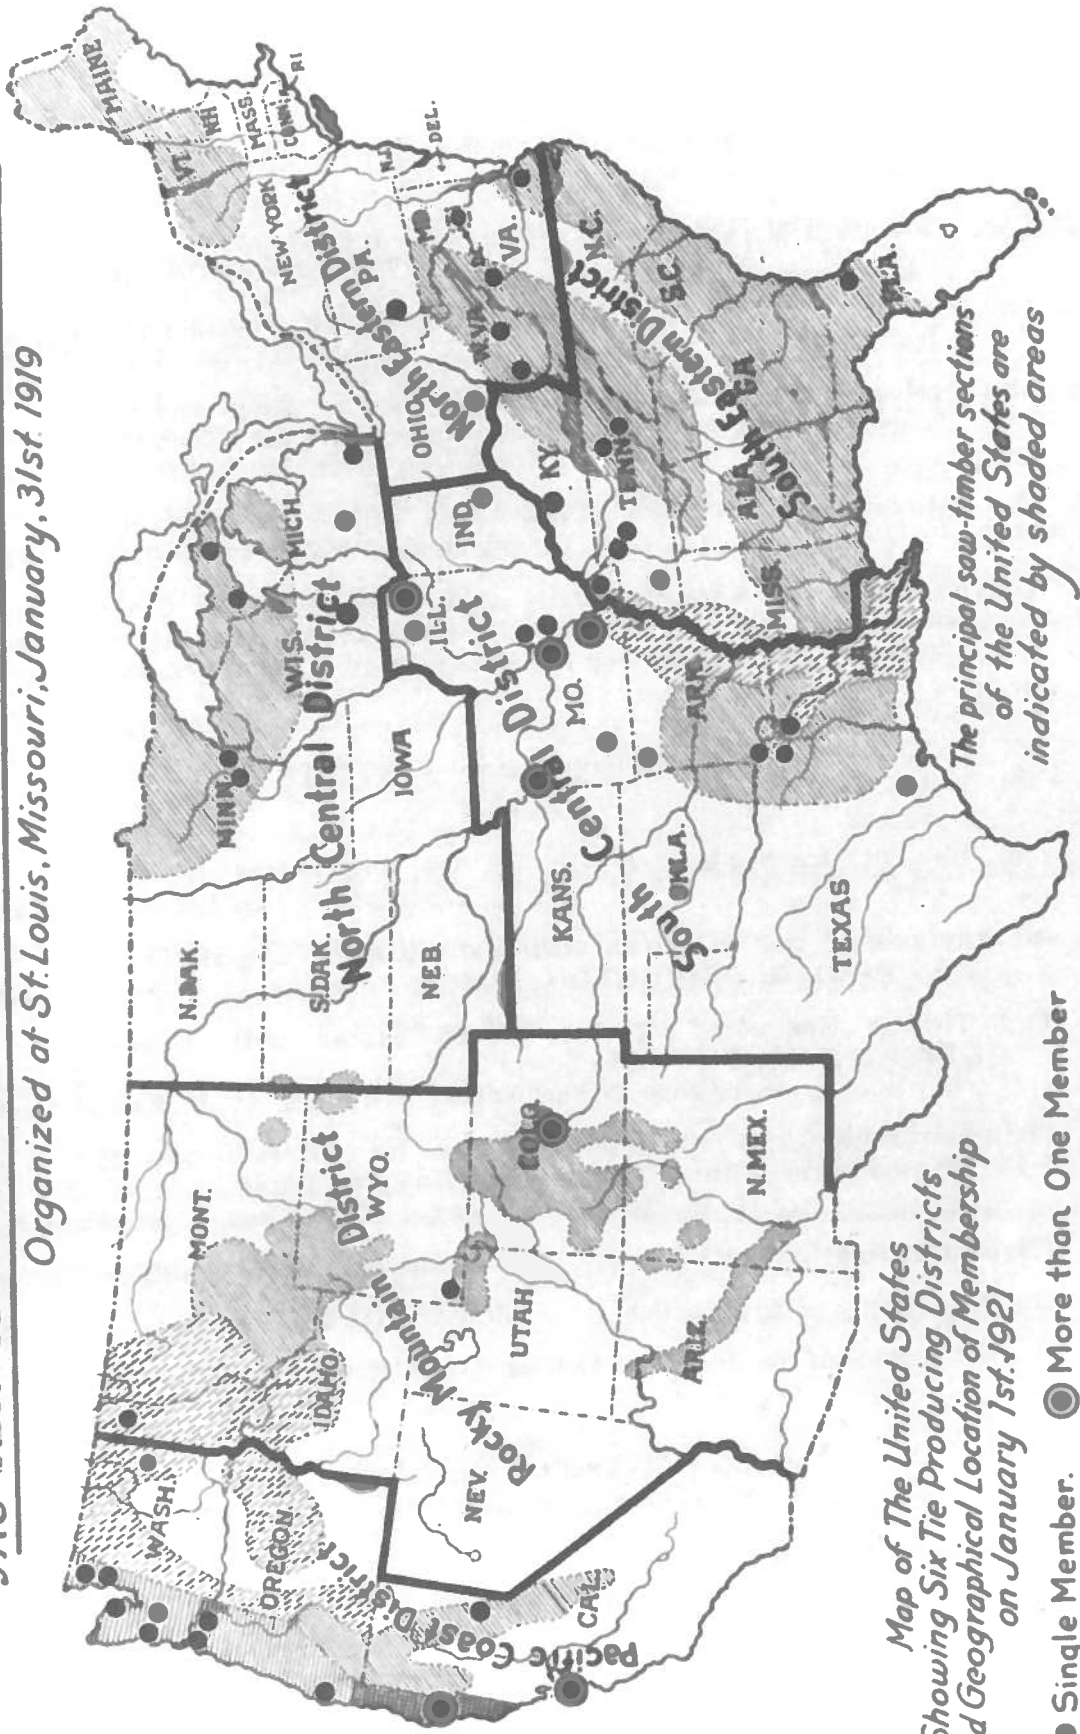 Organized at St. Louis, Missouri, January, 31st. 1919
WASH.
OREGON
CAL.
Pacific Coast District
IDAHO.
MONT.
WYO.
NEV.
UTAH
COLO
ARIZ.
N.MEX.
Rocky Mountain District
N.DAK.
S.DAK.
NEB.
MINN.
IOWA
WIS.
MICH.
North Central District
KANS.
OKLA.
TEXAS
MO.
ARK.
LA.
ILL.
IND.
South Central District
OHIO
PA.
NEW YORK
VT.
N.H.
MAINE
MASS.
CONN.
RI
N.J.
DEL.
MD.
W.VA.
VA.
North Eastern District
KY.
TENN.
N.C.
S.C.
GA
ALA.
MISS.
FLA.
South Eastern District
Map of The United States
Showing Six Tie Producing Districts
d Geographical Location of Membership
on January 1st. 1921
Single Member.
More than One Member
The principal saw-timber sections
of the United States are
indicated by shaded areas